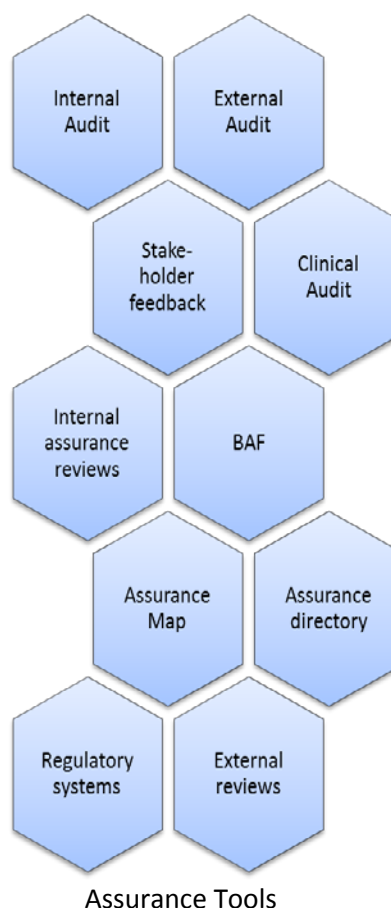 Internal
Audit
External
Audit
Stake-
holder
feedback
Clinical
Audit
Internal
assurance
reviews
BAF
Assurance
Map
Assurance
directory
Regulatory
systems
External
reviews
Assurance Tools